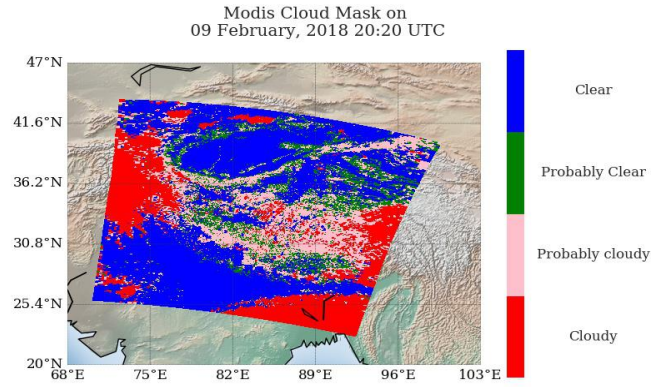 Modis Cloud Mask on
09 February, 2018 20:20 UTC
47°N
41.6°N
36.2°N
30.8°N
25.4°N
20°N
68°E
75°E
82°E
89°E
96°E
103°E
Clear
Probably Clear
Probably cloudy
Cloudy